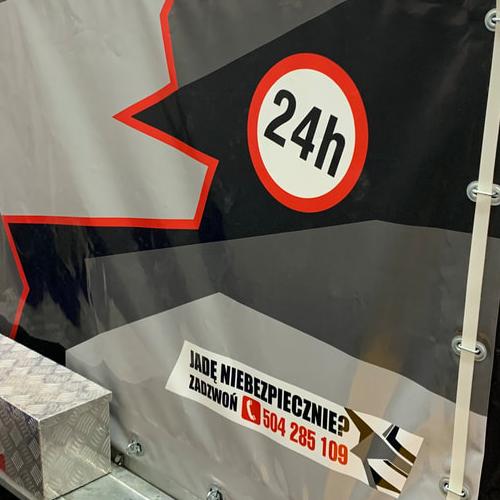 24h
JADĘ NIEBEZPIECZNIE?
ZADZWOŃ 504 285 109